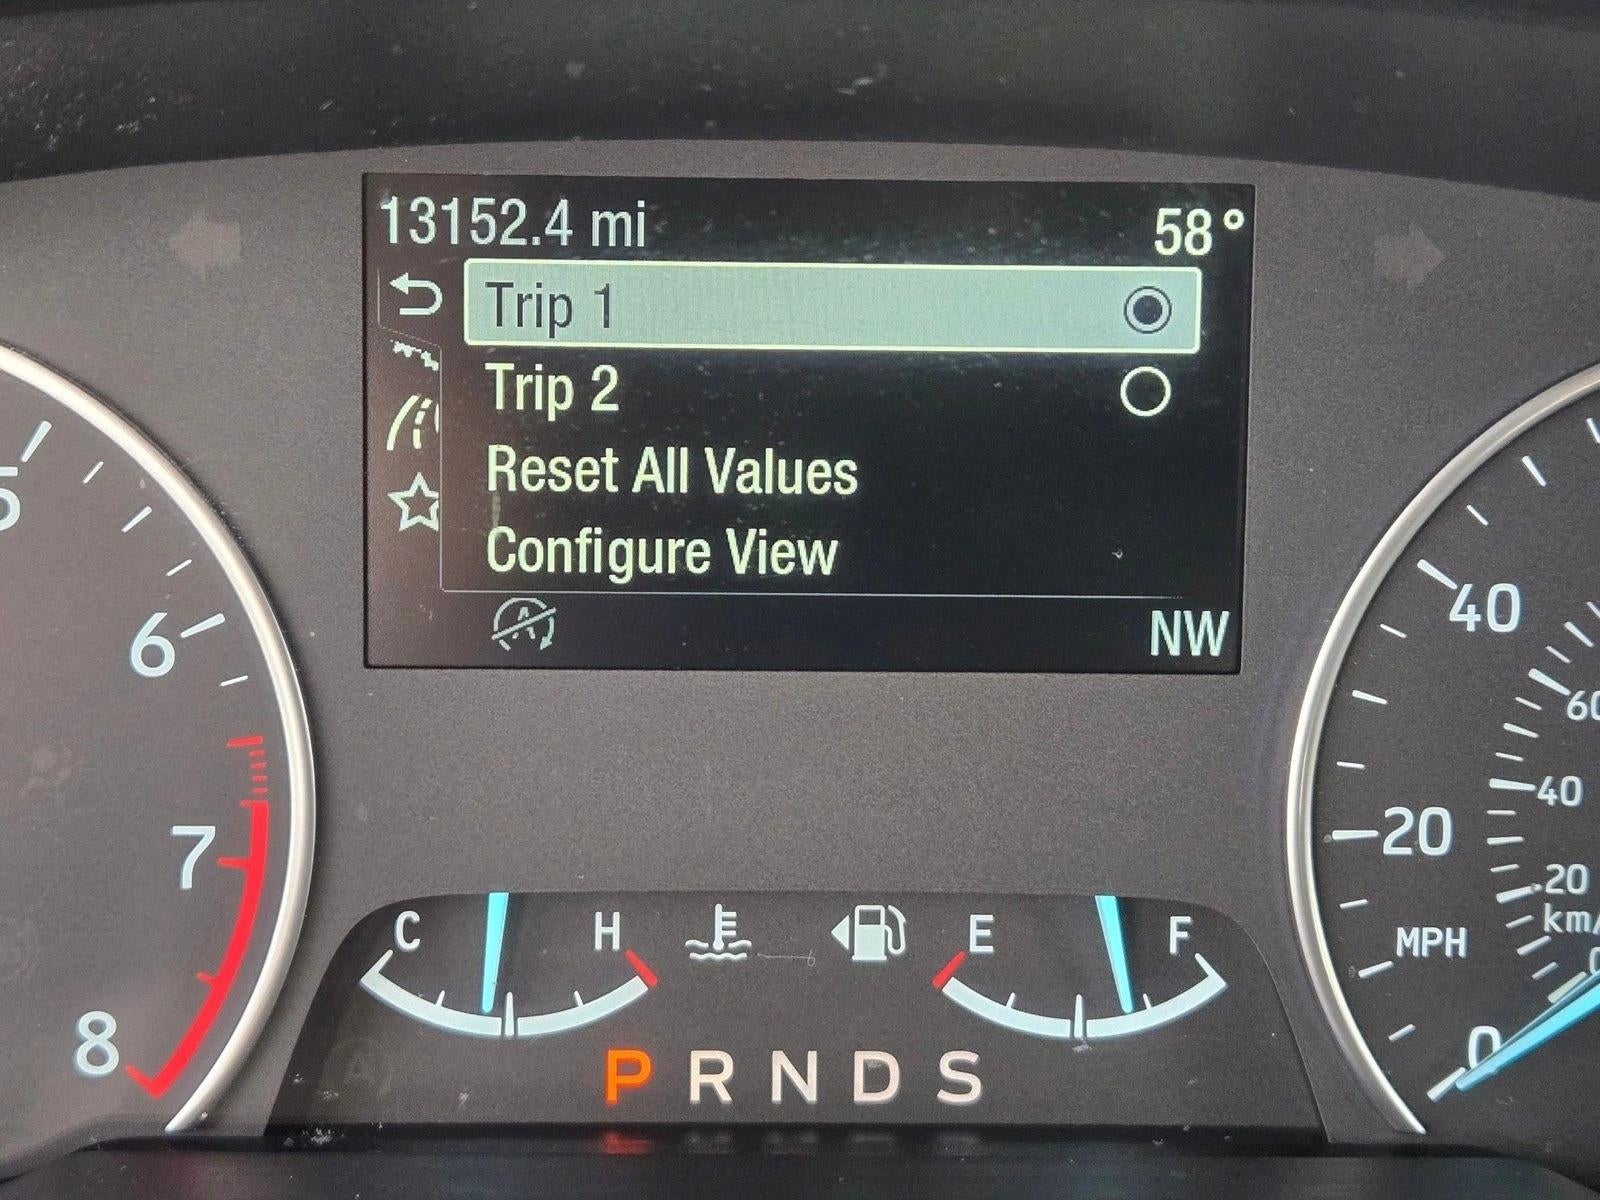 13152.4 mi
58°
Trip 1
Trip 2
Reset All Values
Configure View
A
NW
5
6
7
8
C
H
E
F
P R N D S
40
20
0
MPH
60
40
20
km/
0